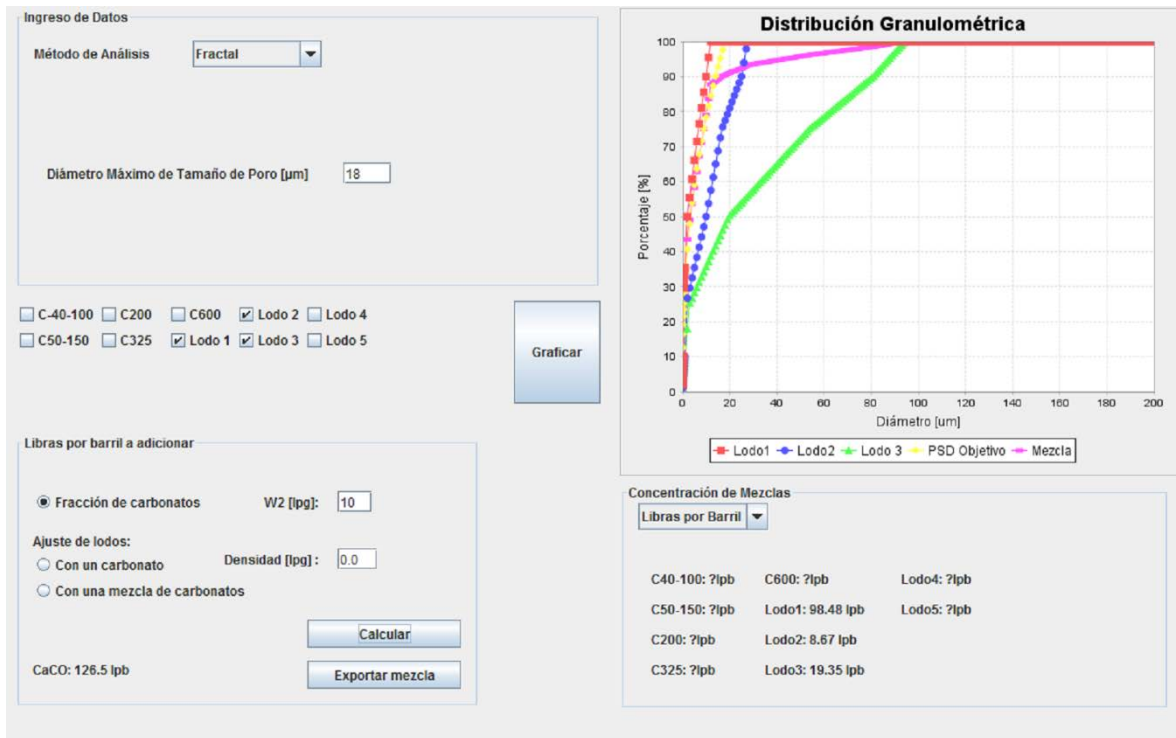 Ingreso de Datos
Método de Análisis
Fractal
Diámetro Máximo de Tamaño de Poro [µm]
18
C-40-100
C200
C600
Lodo 2
Lodo 4
C50-150
C325
Lodo 1
Lodo 3
Lodo 5
Graficar
Libras por barril a adicionar
Fracción de carbonatos
W2 [lpg]:
10
Ajuste de lodos:
Con un carbonato
Densidad [lpg] :
0.0
Con una mezcla de carbonatos
Calcular
CaCO: 126.5 lpb
Exportar mezcla
Distribución Granulométrica
Porcentaje [%]
100
90
80
70
60
50
40
30
20
10
0
0 20 40 60 80 100 120 140 160 180 200
Diámetro [um]
Lodo1 Lodo2 Lodo 3 PSD Objetivo Mezcla
Concentración de Mezclas
Libras por Barril
C40-100: ?lpb
C600: ?lpb
Lodo4: ?lpb
C50-150: ?lpb
Lodo1: 98.48 lpb
Lodo5: ?lpb
C200: ?lpb
Lodo2: 8.67 lpb
C325: ?lpb
Lodo3: 19.35 lpb